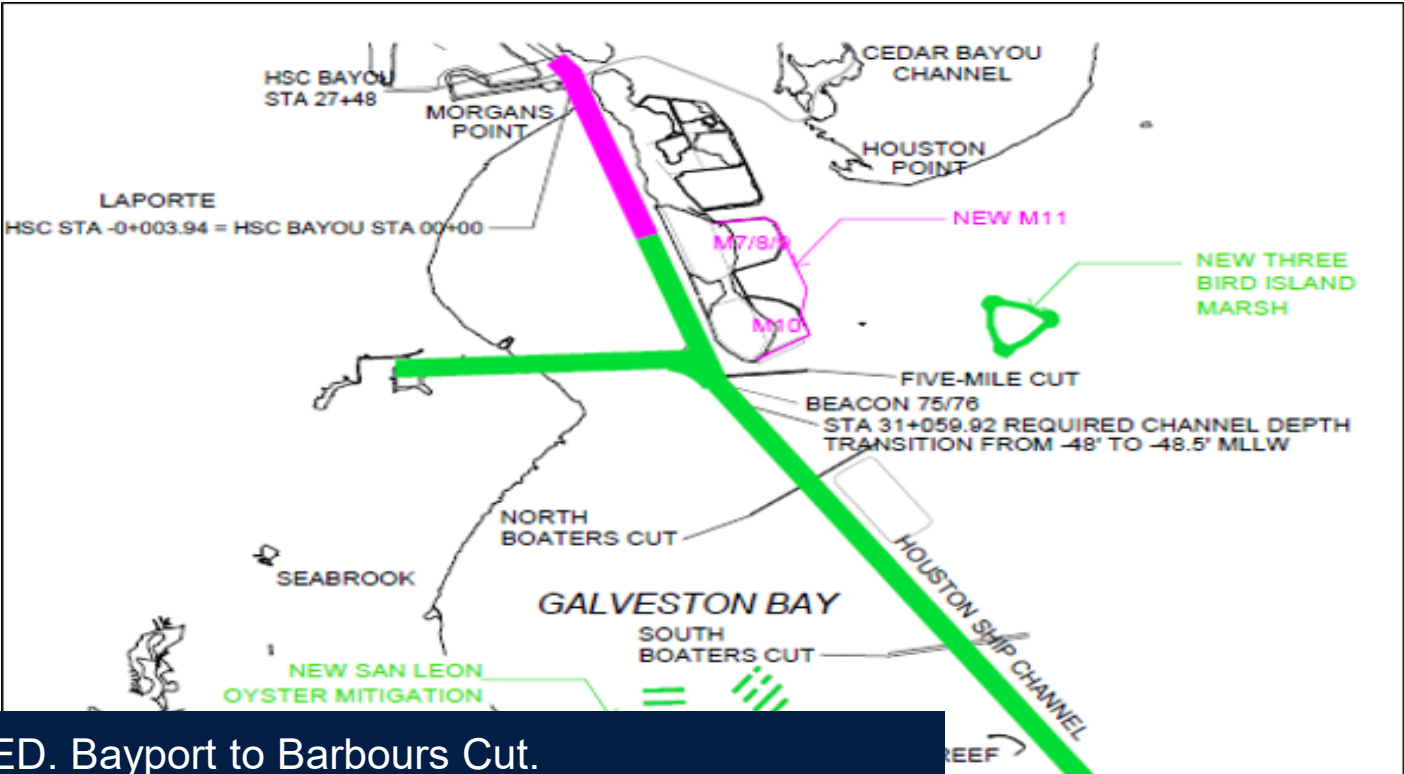 CEDAR BAYOU
CHANNEL
HSC BAYOU
STA 27+48
MORGANS
POINT
HOUSTON
POINT
LAPORTE
HSC STA -0+003.94 = HSC BAYOU STA 00+00
NEW M11
M7/8/9
NEW THREE
BIRD ISLAND
MARSH
M10
FIVE-MILE CUT
BEACON 75/76
STA 31+059.92 REQUIRED CHANNEL DEPTH
TRANSITION FROM -48' TO -48.5' MLLW
NORTH
BOATERS CUT
HOUSTON SHIP CHANNEL
SEABROOK
GALVESTON BAY
SOUTH
BOATERS CUT
NEW SAN LEON
OYSTER MITIGATION
ED. Bayport to Barbours Cut.
REEF